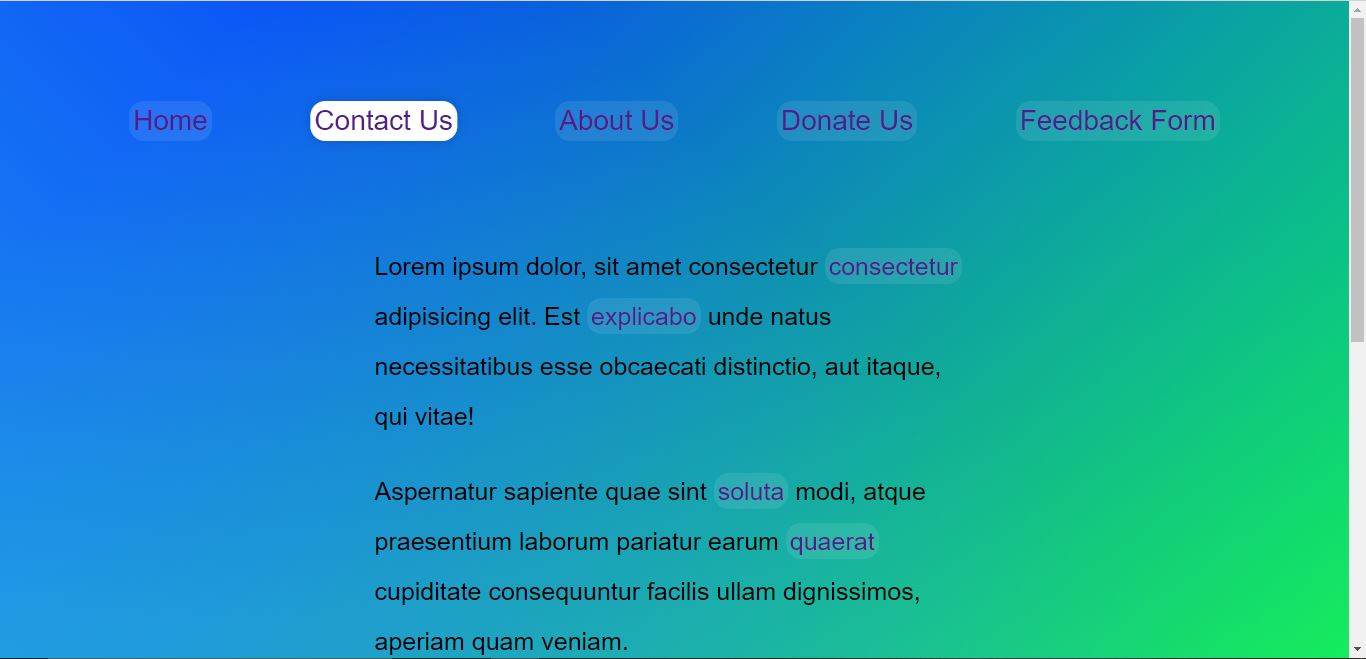 Home Contact Us About Us Donate Us Feedback Form
Lorem ipsum dolor, sit amet consectetur consectetur
adipisicing elit. Est explicabo unde natus
necessitatibus esse obcaecati distinctio, aut itaque,
qui vitae!
Aspernatur sapiente quae sint soluta modi, atque
praesentium laborum pariatur earum quaerat
cupiditate consequuntur facilis ullam dignissimos,
aperiam quam veniam.